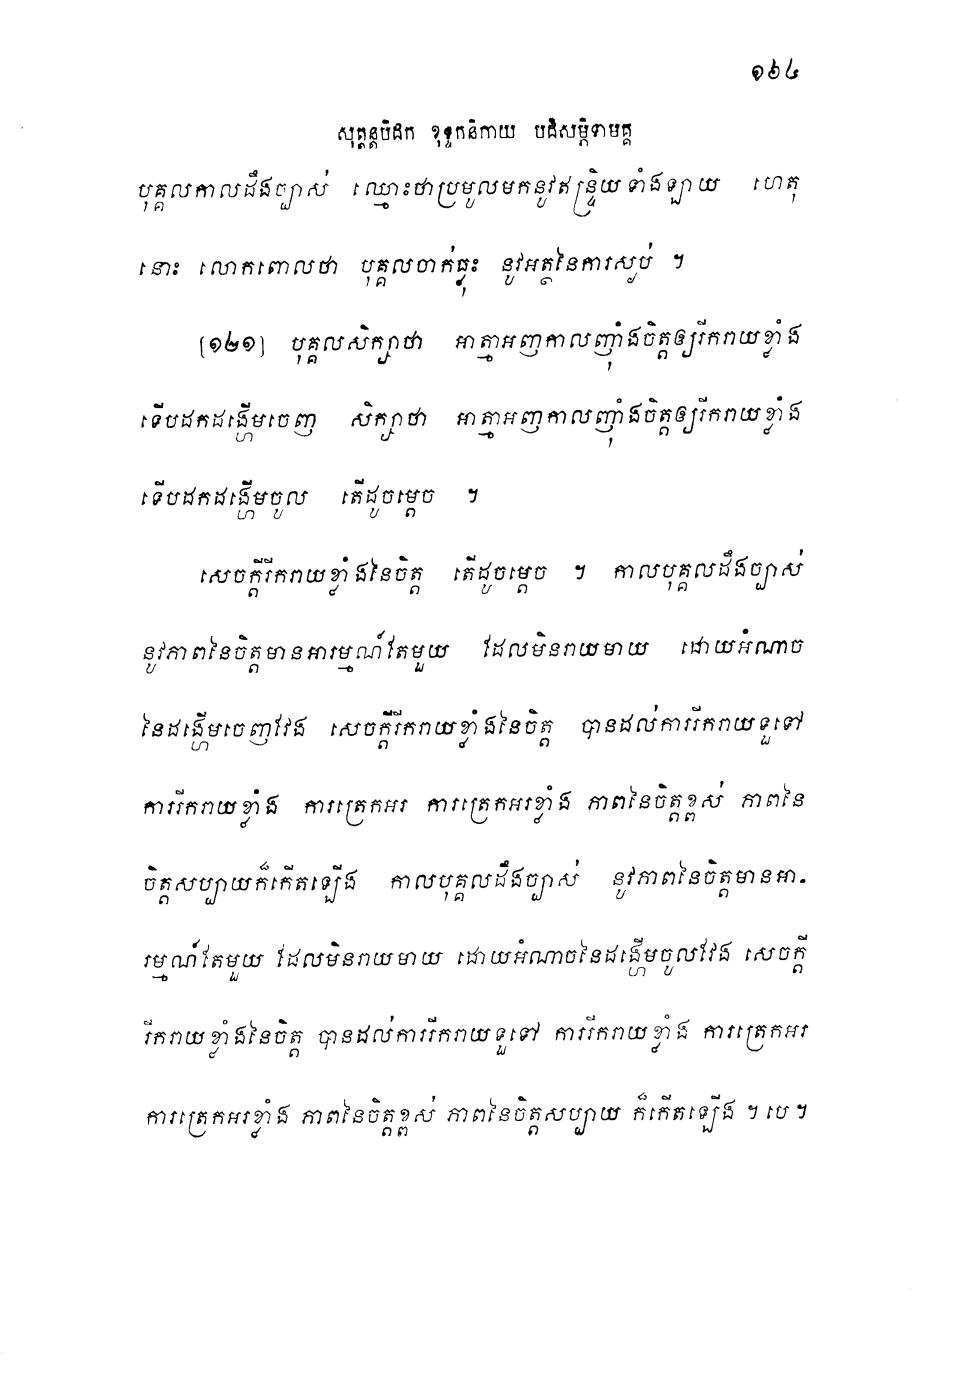 ១៦៤
សុត្តន្តបិដក ខុទ្ទកនិកាយ បដិសម្ភិទាមគ្គ
បុគ្គលកាលដឹងច្បាស់ ឈ្មោះថាប្រមូលមកនូវឥន្ទ្រិយទាំងឡាយ ហេតុ
នោះ លោកពោលថា បុគ្គលចាក់ធ្លុះ នូវអត្ថនៃការស្ងប់ ។
(១២១) បុគ្គលសិក្សាថា អាត្មាអញកាលញ៉ាំងចិត្តឲ្យរីករាយខ្លាំង
ទើបដកដង្ហើមចេញ សិក្សាថា អាត្មាអញកាលញ៉ាំងចិត្តឲ្យរីករាយខ្លាំង
ទើបដកដង្ហើមចូល តើដូចម្តេច ។
សេចក្តីរីករាយខ្លាំងនៃចិត្ត តើដូចម្តេច ។ កាលបុគ្គលដឹងច្បាស់
នូវភាពនៃចិត្តមានអារម្មណ៍តែមួយ ដែលមិនរាយមាយ ដោយអំណាច
នៃដង្ហើមចេញវែង សេចក្តីរីករាយខ្លាំងនៃចិត្ត បានដល់ការរីករាយទួទៅ
ការរីករាយខ្លាំង ការត្រេកអរ ការត្រេកអរខ្លាំង ភាពនៃចិត្តខ្ពស់ ភាពនៃ
ចិត្តសប្បាយក៏កើតឡើង កាលបុគ្គលដឹងច្បាស់ នូវភាពនៃចិត្តមានអា-
រម្មណ៍តែមួយ ដែលមិនរាយមាយ ដោយអំណាចនៃដង្ហើមចូលវែង សេចក្តី
រីករាយខ្លាំងនៃចិត្ត បានដល់ការរីករាយទួទៅ ការរីករាយខ្លាំង ការត្រេកអរ
ការត្រេកអរខ្លាំង ភាពនៃចិត្តខ្ពស់ ភាពនៃចិត្តសប្បាយ ក៏កើតឡើង ។ បេ ។